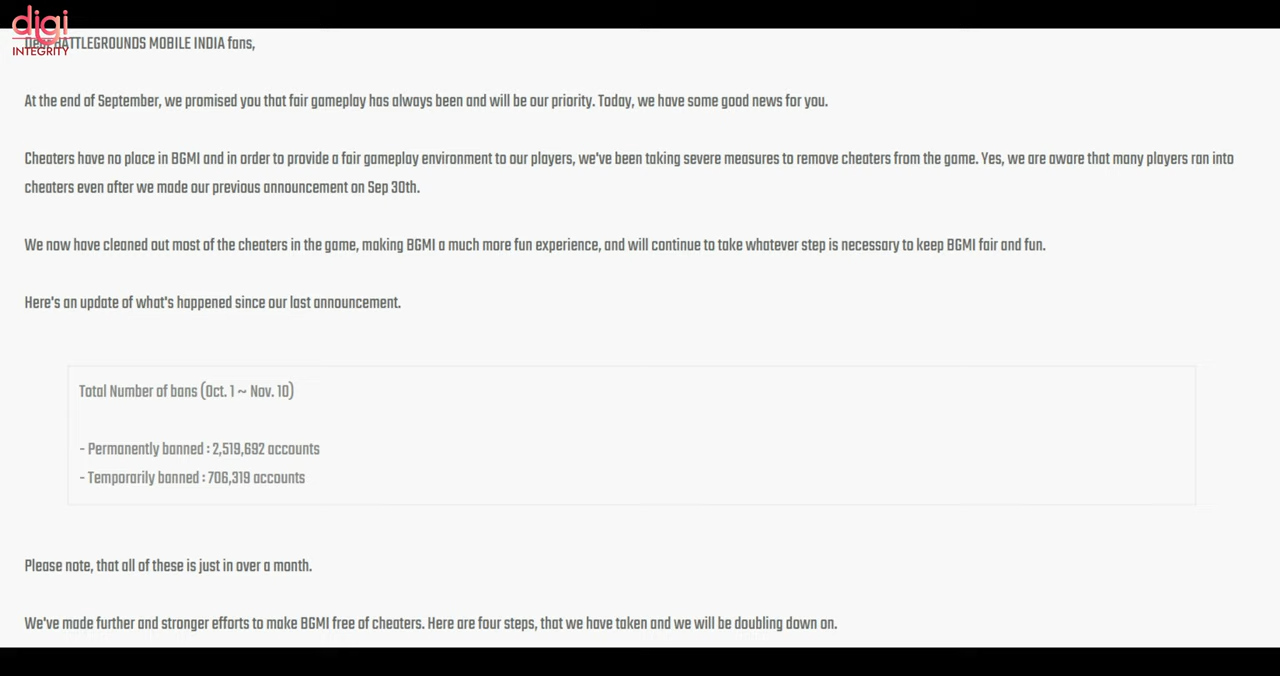 digi
INTEGRITY
Dear BATTLEGROUNDS MOBILE INDIA fans,
At the end of September, we promised you that fair gameplay has always been and will be our priority. Today, we have some good news for you.
Cheaters have no place in BGMI and in order to provide a fair gameplay environment to our players, we've been taking severe measures to remove cheaters from the game. Yes, we are aware that many players ran into
cheaters even after we made our previous announcement on Sep 30th.
We now have cleaned out most of the cheaters in the game, making BGMI a much more fun experience, and will continue to take whatever step is necessary to keep BGMI fair and fun.
Here's an update of what's happened since our last announcement.
Total Number of bans (Oct. 1 ~ Nov. 10)
- Permanently banned : 2,519,692 accounts
- Temporarily banned : 706,319 accounts
Please note, that all of these is just in over a month.
We've made further and stronger efforts to make BGMI free of cheaters. Here are four steps, that we have taken and we will be doubling down on.